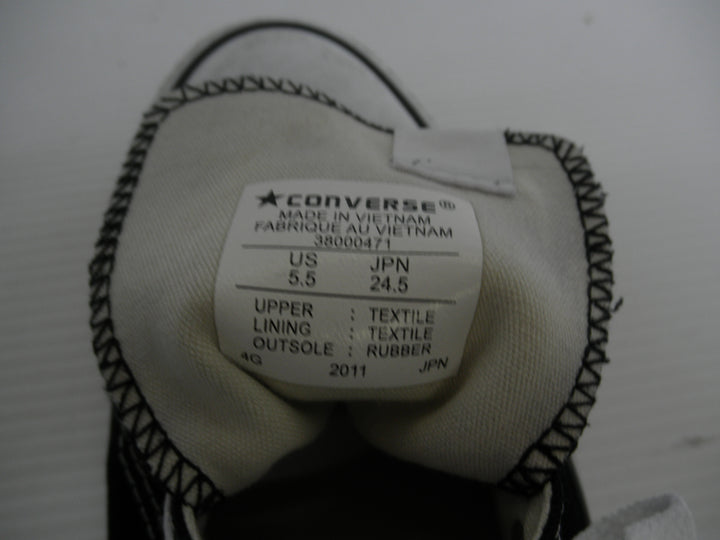 ★CONVERSE®
MADE IN VIETNAM
FABRIQUE AU VIETNAM
38000471
US JPN
5.5 24.5
UPPER : TEXTILE
LINING : TEXTILE
OUTSOLE : RUBBER
4G 2011 JPN